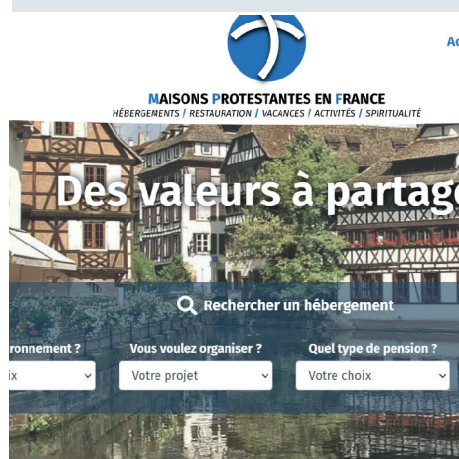 Ac
MAISONS PROTESTANTES EN FRANCE
HÉBERGEMENTS / RESTAURATION / VACANCES / ACTIVITÉS / SPIRITUALITÉ
Des valeurs à partage
Rechercher un hébergement
ronnement ?
Vous voulez organiser ?
Quel type de pension ?
ix
Votre projet
Votre choix